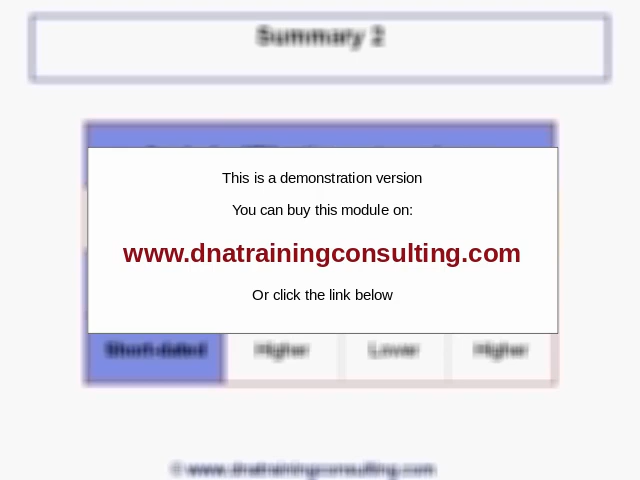 Summary 2
This is a demonstration version
You can buy this module on:
www.dnatrainingconsulting.com
Or click the link below
Short-dated Higher Lower Higher
© www.dnatrainingconsulting.com